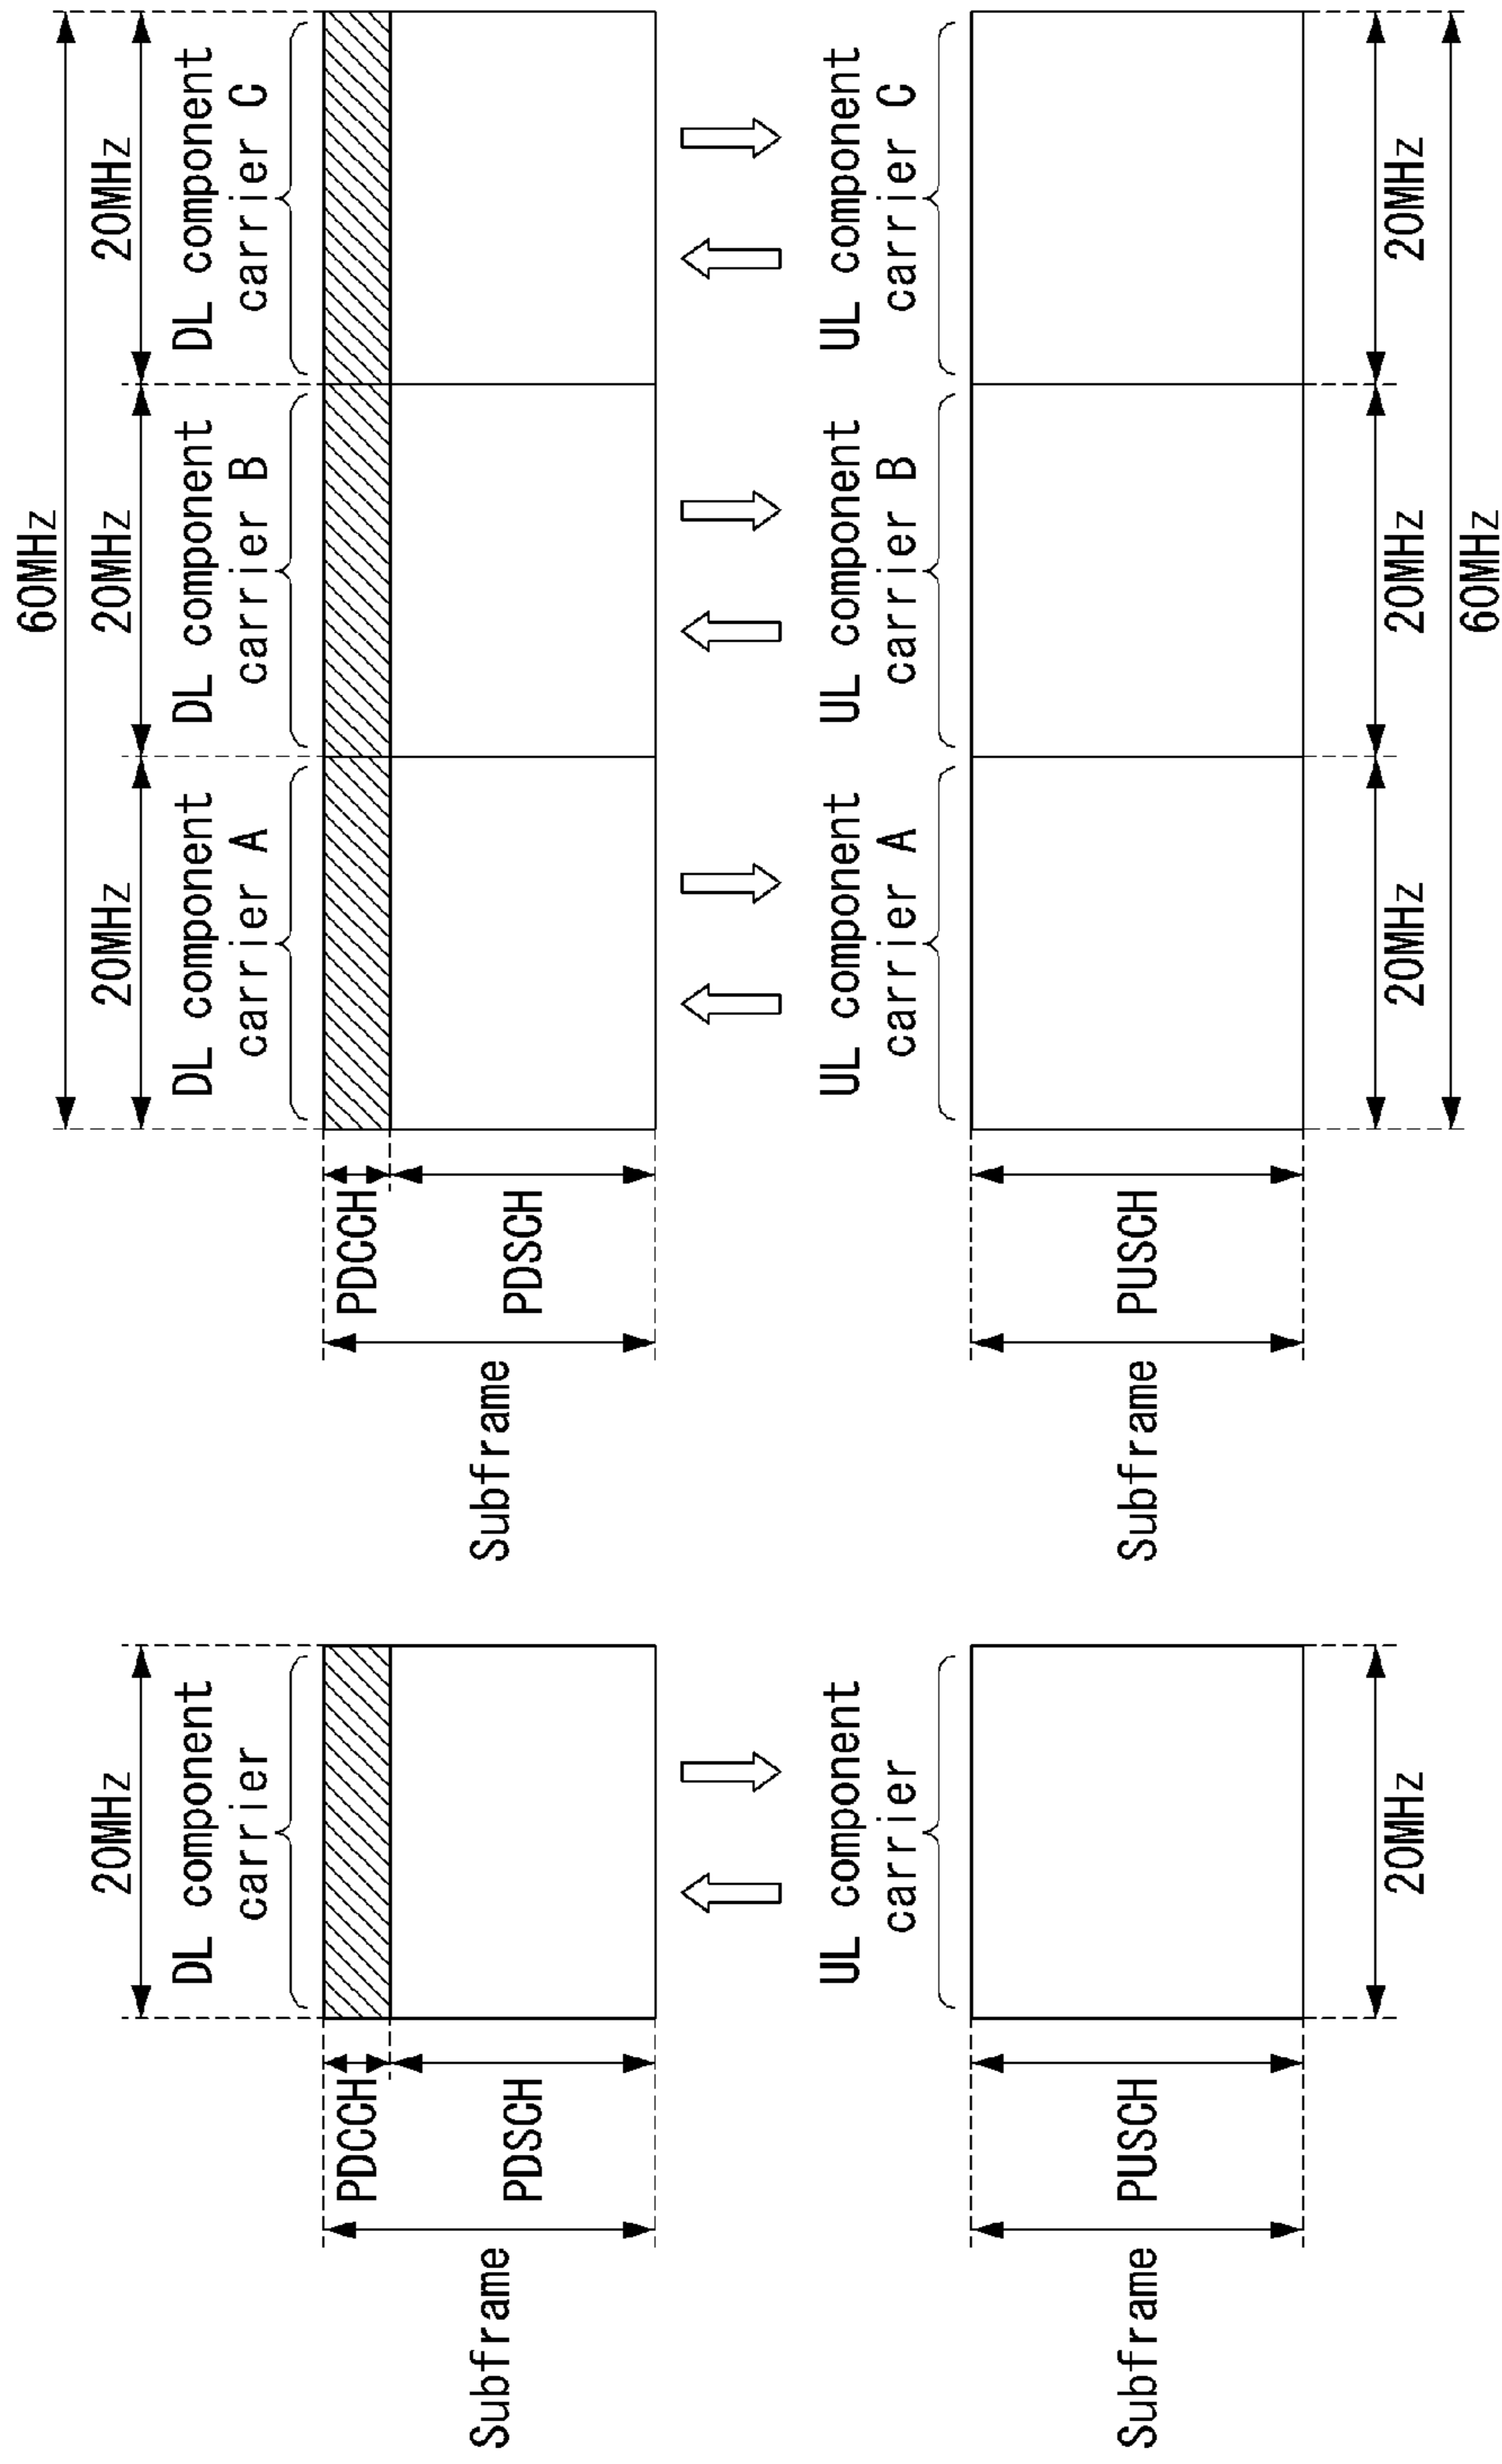 20MHz
DL component
carrier
PDCCH
Subframe
PDSCH
UL component
carrier
Subframe
PUSCH
20MHz
60MHz
20MHz
20MHz
20MHz
DL component
carrier A
DL component
carrier B
DL component
carrier C
PDCCH
Subframe
PDSCH
UL component
carrier A
UL component
carrier B
UL component
carrier C
Subframe
PUSCH
20MHz
20MHz
20MHz
60MHz